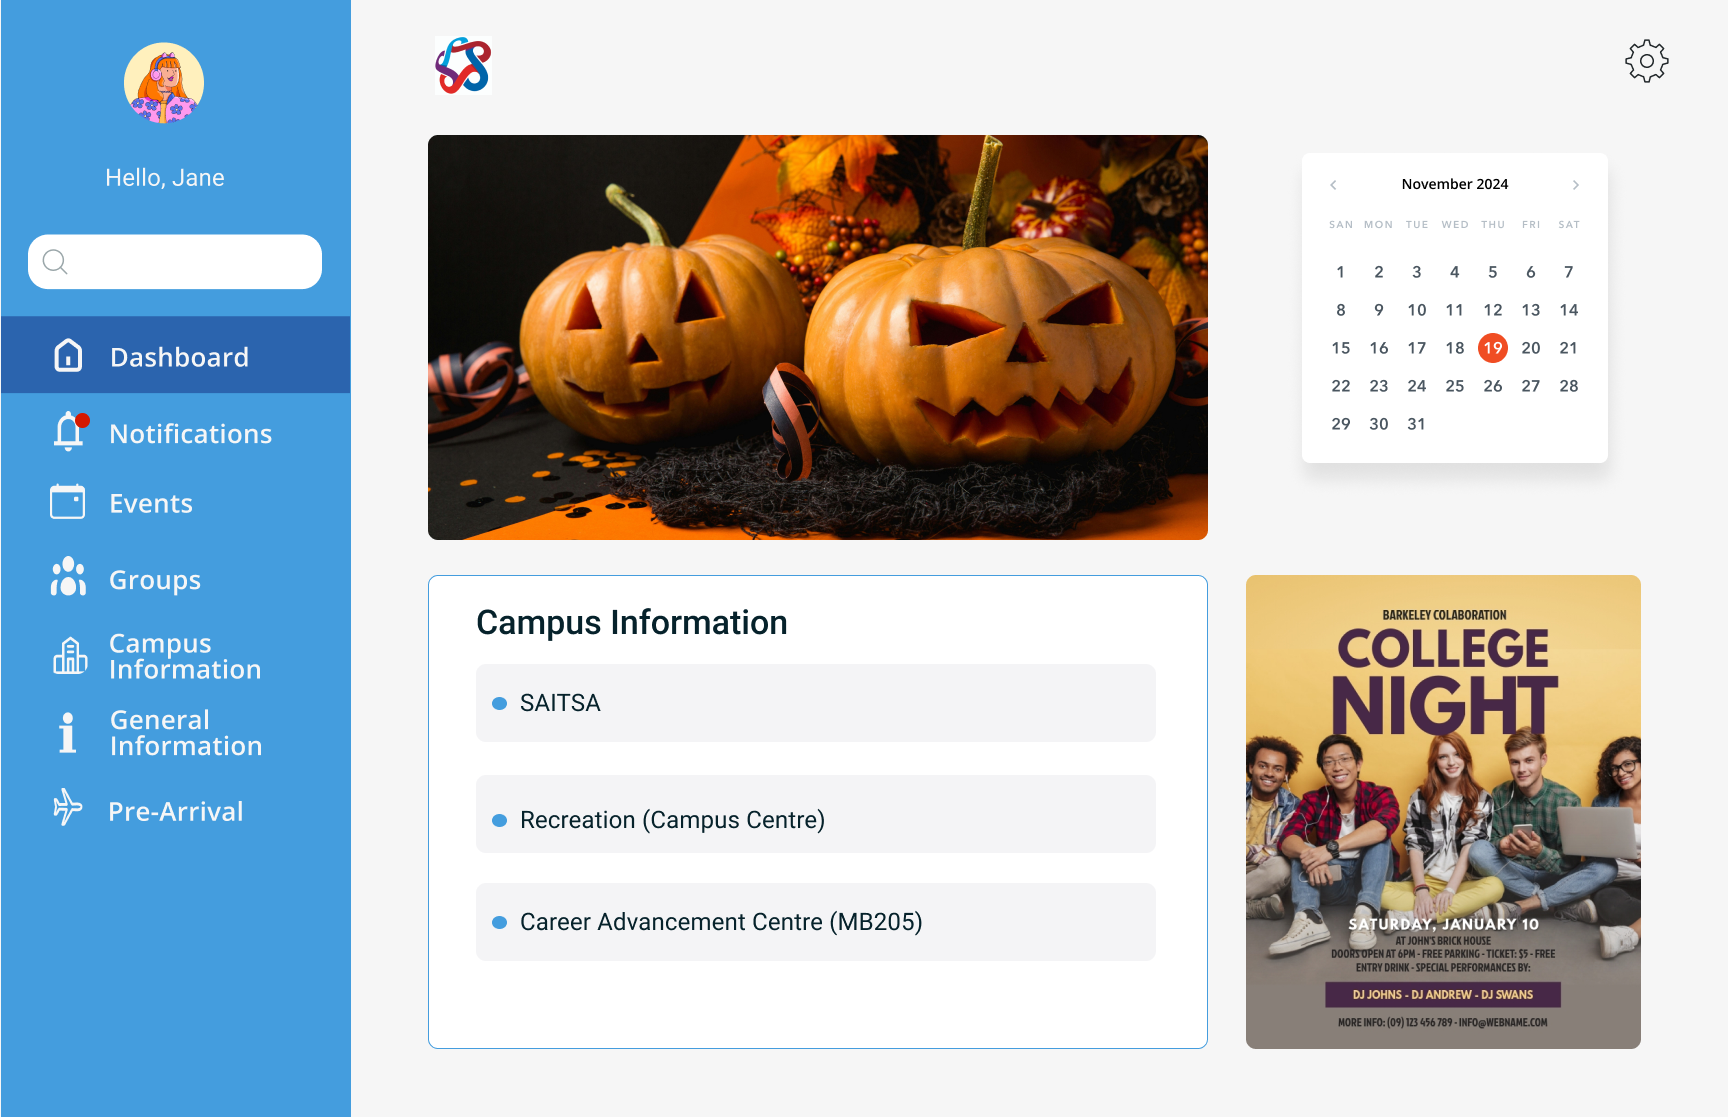 Hello, Jane
Dashboard
Notifications
Events
Groups
Campus
Information
General
Information
Pre-Arrival
November 2024
SAN MON TUE WED THU FRI SAT
1 2 3 4 5 6 7
8 9 10 11 12 13 14
15 16 17 18 19 20 21
22 23 24 25 26 27 28
29 30 31
Campus Information
SAITSA
Recreation (Campus Centre)
Career Advancement Centre (MB205)
BARKELEY COLABORATION
COLLEGE
NIGHT
SATURDAY, JANUARY 10
AT JOHN'S BRICK HOUSE
DOORS OPEN AT 6PM - FREE PARKING - TICKET: $5 - FREE
ENTRY DRINK - SPECIAL PERFORMANCES BY:
DJ JOHNS - DJ ANDREW - DJ SWANS
MORE INFO: (09) 123 456 789 - INFO@WEBNAME.COM